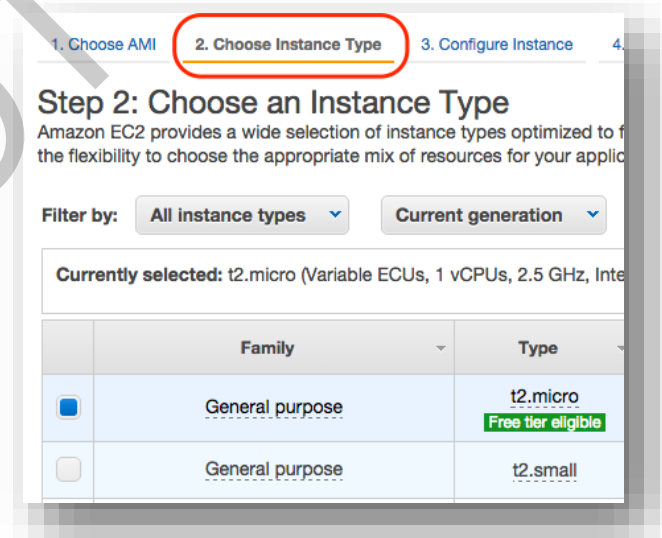 1. Choose AMI 2. Choose Instance Type 3. Configure Instance 4.
Step 2: Choose an Instance Type
Amazon EC2 provides a wide selection of instance types optimized to
the flexibility to choose the appropriate mix of resources for your
Filter by: All instance types Current generation
Currently selected: t2.micro (Variable ECUs, 1 vCPUs, 2.5 GHz,
Family Type
General purpose t2.micro
Free tier eligible
General purpose t2.small